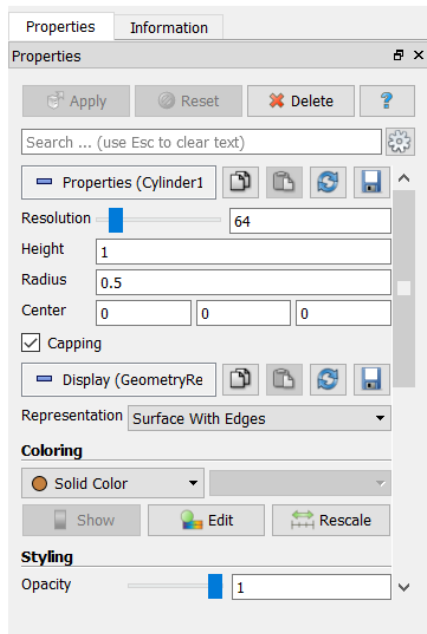 Properties Information
Properties
Apply Reset Delete ?
Search ... (use Esc to clear text)
Properties (Cylinder1
Resolution 64
Height 1
Radius 0.5
Center 0 0 0
Capping
Display (GeometryRe
Representation Surface With Edges
Coloring
Solid Color
Show Edit Rescale
Styling
Opacity 1